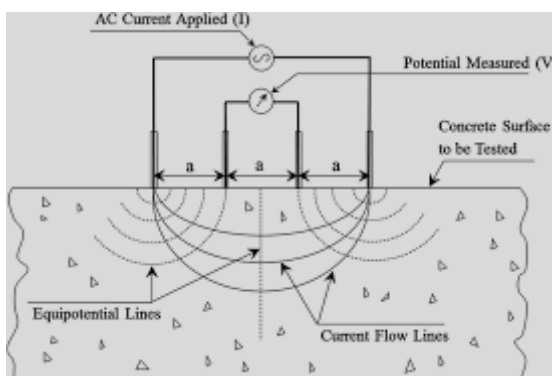 AC Current Applied (I)
Potential Measured (V
Concrete Surface
to be Tested
a
a
a
Equipotential Lines
Current Flow Lines